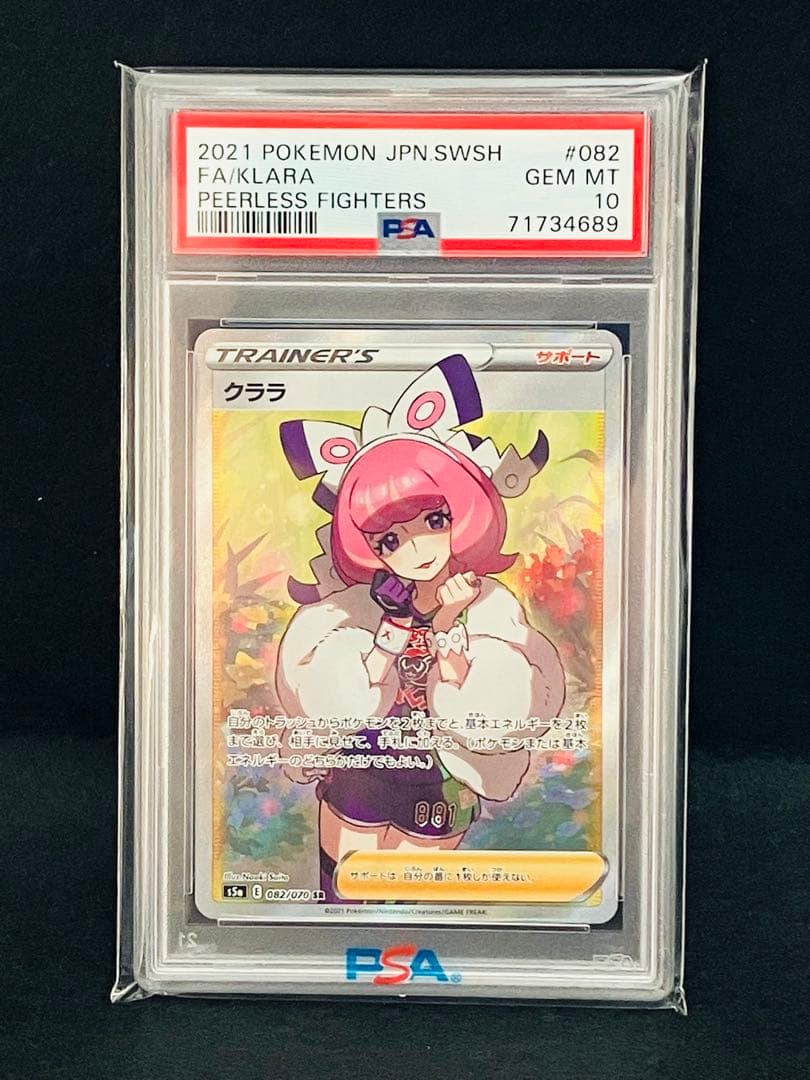 2021 POKEMON JPN.SWSH #082
FA/KLARA GEM MT
PEERLESS FIGHTERS 10
PSA 71734689
TRAINER'S サポート
クララ
自分のトラッシュからポケモンを2枚までと、基本エネルギーを2枚
まで選び、相手に見せて、手札に加える。(ポケモンまたは基本
エネルギーのどちらかだけでもよい。)
881
サポートは、自分の番に1枚しか使えない。
Illus. Naoki Saito
s5a E 082/070 SR
©2021 Pokémon/Nintendo/Creatures/GAME FREAK.
PSA®